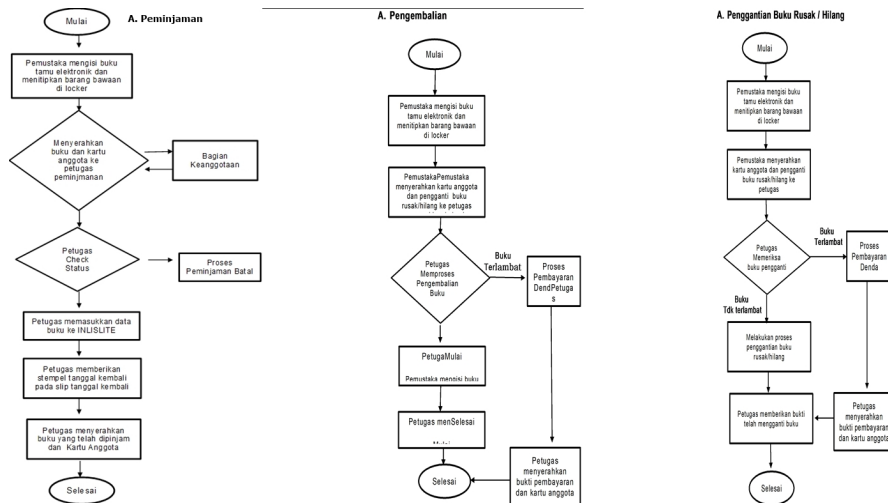 A. Peminjaman
Mulai
Pemustaka mengisi buku
tamu elektronik dan
menitipkan barang bawaan
di locker
Menyerahkan
buku dan kartu
anggota ke
petugas
peminjmanan
Bagian
Keanggotaan
Petugas
Check
Status
Proses
Peminjaman Batal
Petugas memasukkan data
buku ke INLISLITE
Petugas memberikan
stempel tanggal kembali
pada slip tanggal kembali
Petugas menyerahkan
buku yang telah dipinjam
dan Kartu Anggota
Selesai
A. Pengembalian
Mulai
Pemustaka mengisi buku
tamu elektronik dan
menitipkan barang bawaan
di locker
PemustakaPemustaka
menyerahkan kartu anggota
dan pengganti buku
rusak/hilang ke petugas
Petugas
Memproses
Pengembalian
Buku
Buku
Terlambat
Proses
Pembayaran
DendPetuga
s
PetugaMulai
Pemustaka mengisi buku
Petugas menSelesai
Petugas
menyerahkan
bukti pembayaran
dan kartu anggota
Selesai
A. Penggantian Buku Rusak / Hilang
Mulai
Pemustaka mengisi buku
tamu elektronik dan
menitipkan barang bawaan
di locker
Pemustaka menyerahkan
kartu anggota dan pengganti
buku rusak/hilang ke
petugas
Petugas
Memeriksa
buku pengganti
Buku
Terlambat
Proses
Pembayaran
Denda
Buku
Tdk terlambat
Melakukan proses
penggantian buku
rusak/hilang
Petugas memberikan bukti
telah mengganti buku
Petugas
menyerahkan
bukti pembayaran
dan kartu anggota
Selesai